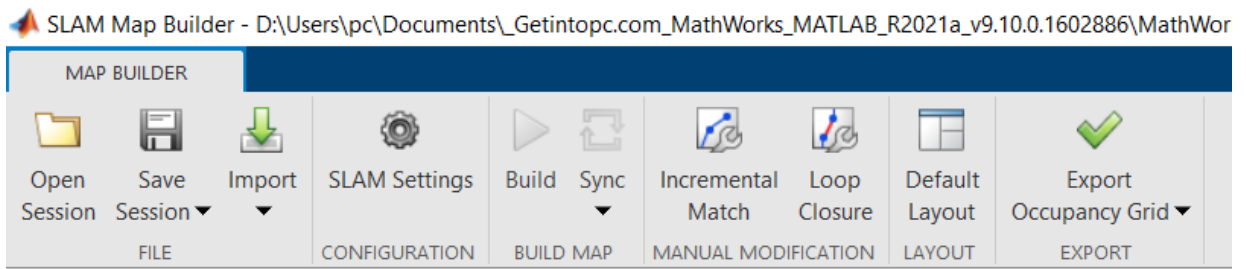 SLAM Map Builder - D:\Users\pc\Documents\_Getintopc.com_MathWorks_MATLAB_R2021a_v9.10.0.1602886\MathWor
MAP BUILDER
Open Session
Save Session
Import
SLAM Settings
Build
Sync
Incremental Match
Loop Closure
Default Layout
Export Occupancy Grid
FILE
CONFIGURATION
BUILD MAP
MANUAL MODIFICATION
LAYOUT
EXPORT